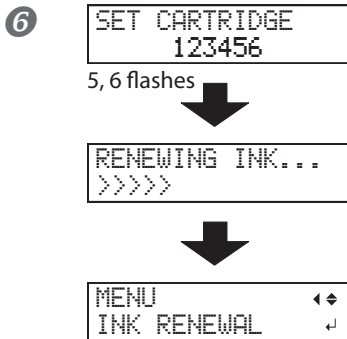 6
SET CARTRIDGE
123456
5, 6 flashes
RENEWING INK...
>>>>>
MENU
INK RENEWAL